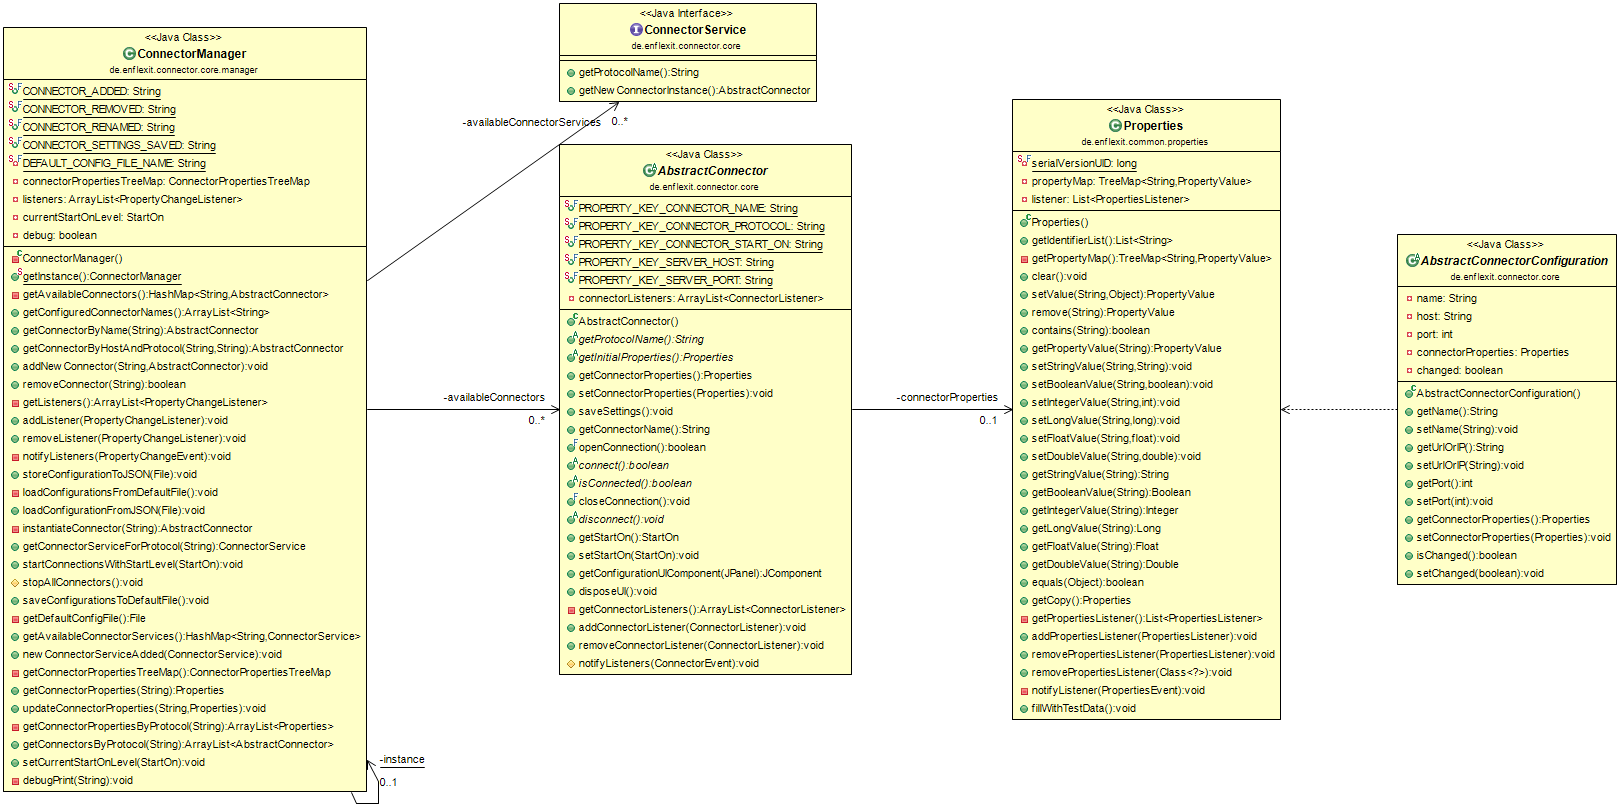 <<Java Class>>
ConnectorManager
de.enflexit.connector.core.manager
CONNECTOR_ADDED: String
CONNECTOR_REMOVED: String
CONNECTOR_RENAMED: String
CONNECTOR_SETTINGS_SAVED: String
DEFAULT_CONFIG_FILE_NAME: String
connectorPropertiesTreeMap: ConnectorPropertiesTreeMap
listeners: ArrayList<PropertyChangeListener>
currentStartOnLevel: StartOn
debug: boolean
ConnectorManager()
getInstance():ConnectorManager
getAvailableConnectors():HashMap<String,AbstractConnector>
getConfiguredConnectorNames():ArrayList<String>
getConnectorByName(String):AbstractConnector
getConnectorByHostAndProtocol(String,String):AbstractConnector
addNewConnector(String,AbstractConnector):void
removeConnector(String):boolean
getListeners():ArrayList<PropertyChangeListener>
addListener(PropertyChangeListener):void
removeListener(PropertyChangeListener):void
notifyListeners(PropertyChangeEvent):void
storeConfigurationToJSON(File):void
loadConfigurationsFromDefaultFile():void
loadConfigurationFromJSON(File):void
instantiateConnector(String):AbstractConnector
getConnectorServiceForProtocol(String):ConnectorService
startConnectionsWithStartLevel(StartOn):void
stopAllConnectors():void
saveConfigurationsToDefaultFile():void
getDefaultConfigFile():File
getAvailableConnectorServices():HashMap<String,ConnectorService>
newConnectorServiceAdded(ConnectorService):void
getConnectorPropertiesTreeMap():ConnectorPropertiesTreeMap
getConnectorProperties(String):Properties
updateConnectorProperties(String,Properties):void
getConnectorPropertiesByProtocol(String):ArrayList<Properties>
getConnectorsByProtocol(String):ArrayList<AbstractConnector>
setCurrentStartOnLevel(StartOn):void
debugPrint(String):void
-instance
0..1
-availableConnectorServices
0..*
-availableConnectors
0..*
<<Java Interface>>
ConnectorService
de.enflexit.connector.core
getProtocolName():String
getNewConnectorInstance():AbstractConnector
<<Java Class>>
AbstractConnector
de.enflexit.connector.core
PROPERTY_KEY_CONNECTOR_NAME: String
PROPERTY_KEY_CONNECTOR_PROTOCOL: String
PROPERTY_KEY_CONNECTOR_START_ON: String
PROPERTY_KEY_SERVER_HOST: String
PROPERTY_KEY_SERVER_PORT: String
connectorListeners: ArrayList<ConnectorListener>
AbstractConnector()
getProtocolName():String
getInitialProperties():Properties
getConnectorProperties():Properties
setConnectorProperties(Properties):void
saveSettings():void
getConnectorName():String
openConnection():boolean
connect():boolean
isConnected():boolean
closeConnection():void
disconnect():void
getStartOn():StartOn
setStartOn(StartOn):void
getConfigurationUIComponent(JPanel):JComponent
disposeUI():void
getConnectorListeners():ArrayList<ConnectorListener>
addConnectorListener(ConnectorListener):void
removeConnectorListener(ConnectorListener):void
notifyListeners(ConnectorEvent):void
-connectorProperties
0..1
<<Java Class>>
Properties
de.enflexit.common.properties
serialVersionUID: long
propertyMap: TreeMap<String,PropertyValue>
listener: List<PropertiesListener>
Properties()
getIdentifierList():List<String>
getPropertyMap():TreeMap<String,PropertyValue>
clear():void
setValue(String,Object):PropertyValue
remove(String):PropertyValue
contains(String):boolean
getPropertyValue(String):PropertyValue
setStringValue(String,String):void
setBooleanValue(String,boolean):void
setIntegerValue(String,int):void
setLongValue(String,long):void
setFloatValue(String,float):void
setDoubleValue(String,double):void
getStringValue(String):String
getBooleanValue(String):Boolean
getIntegerValue(String):Integer
getLongValue(String):Long
getFloatValue(String):Float
getDoubleValue(String):Double
equals(Object):boolean
getCopy():Properties
getPropertiesListener():List<PropertiesListener>
addPropertiesListener(PropertiesListener):void
removePropertiesListener(PropertiesListener):void
removePropertiesListener(Class<?>):void
notifyListener(PropertiesEvent):void
fillWithTestData():void
<<Java Class>>
AbstractConnectorConfiguration
de.enflexit.connector.core
name: String
host: String
port: int
connectorProperties: Properties
changed: boolean
AbstractConnectorConfiguration()
getName():String
setName(String):void
getUrlOrIP():String
setUrlOrIP(String):void
getPort():int
setPort(int):void
getConnectorProperties():Properties
setConnectorProperties(Properties):void
isChanged():boolean
setChanged(boolean):void